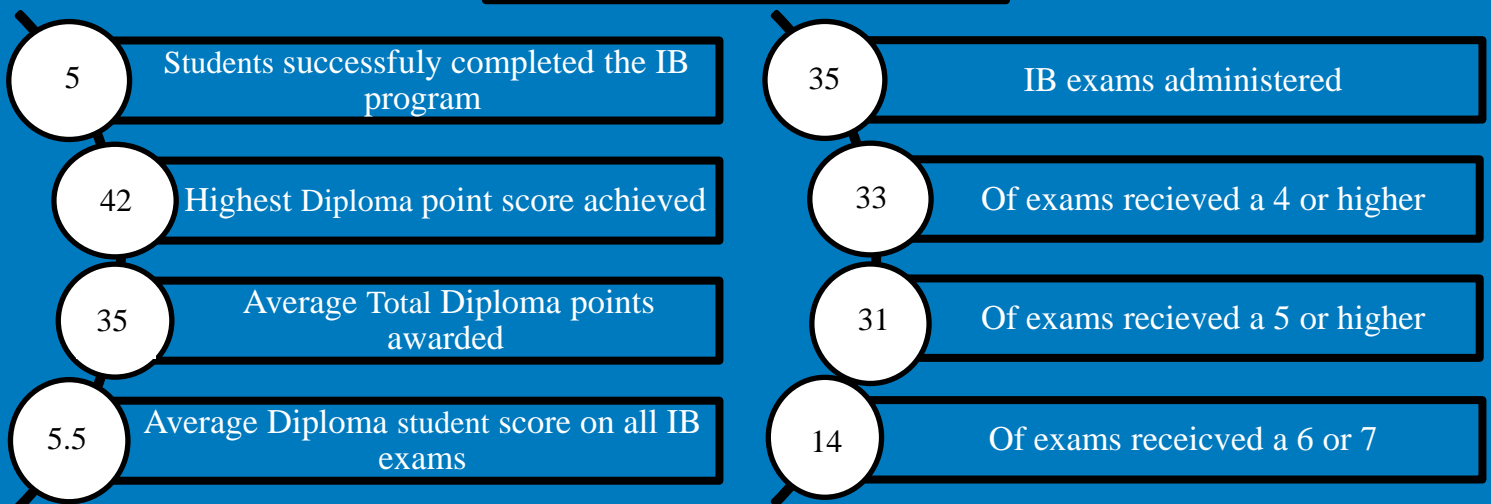 5
Students successfuly completed the IB
program
42
Highest Diploma point score achieved
35
Average Total Diploma points
awarded
5.5
Average Diploma student score on all IB
exams
35
IB exams administered
33
Of exams recieved a 4 or higher
31
Of exams recieved a 5 or higher
14
Of exams receicved a 6 or 7